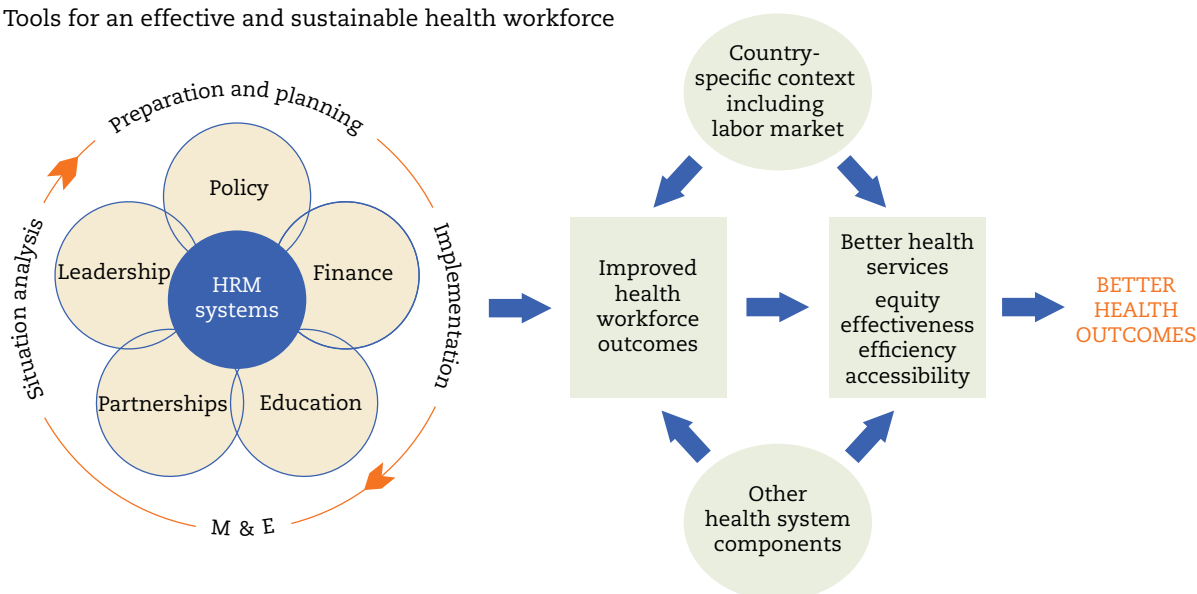 Tools for an effective and sustainable health workforce
Preparation and planning
Situation analysis
Implementation
M & E
Policy
Leadership
HRM
systems
Finance
Partnerships
Education
Country-
specific context
including
labor market
Improved
health
workforce
outcomes
Better health
services
equity
effectiveness
efficiency
accessibility
BETTER
HEALTH
OUTCOMES
Other
health system
components